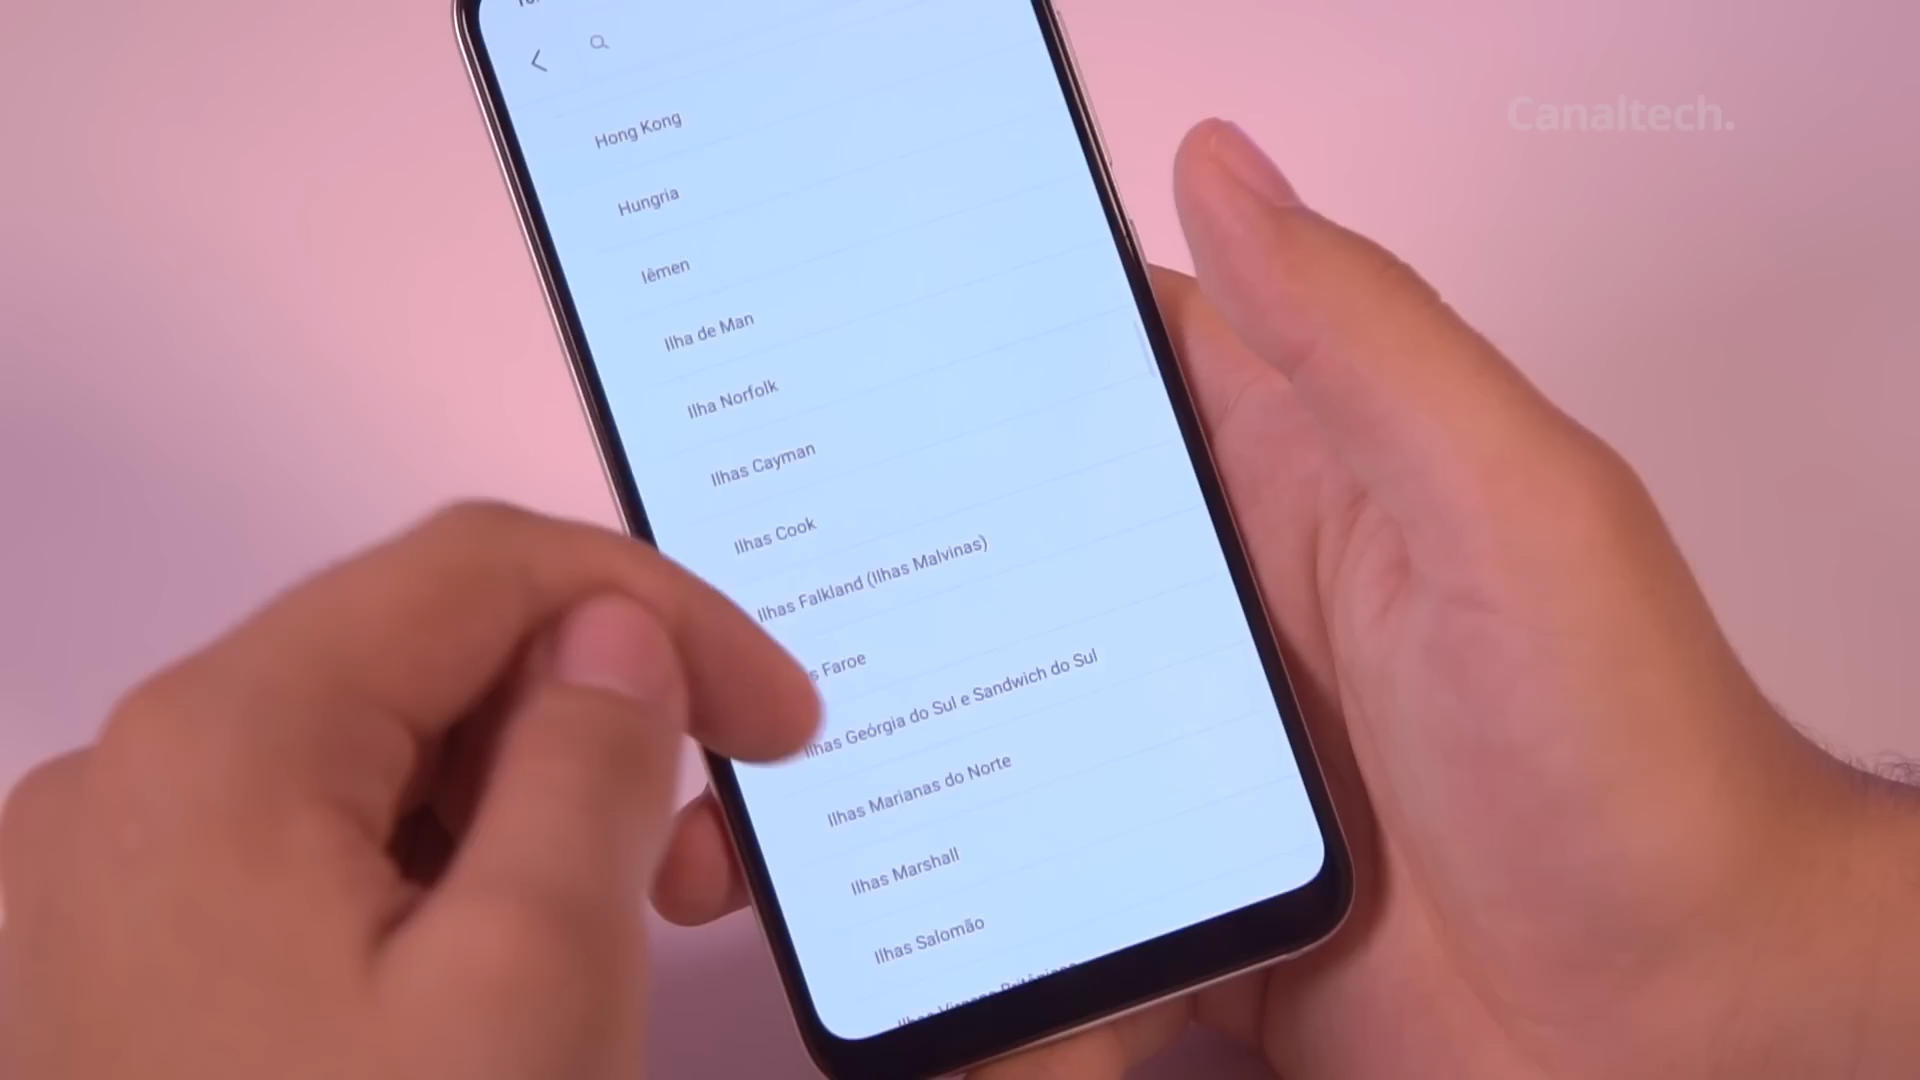 Canaltech.
Hong Kong
Hungria
Iêmen
Ilha de Man
Ilha Norfolk
Ilhas Cayman
Ilhas Cook
Ilhas Falkland (Ilhas Malvinas)
Faroe
Ilhas Geórgia do Sul e Sandwich do Sul
Ilhas Marianas do Norte
Ilhas Marshall
Ilhas Salomão